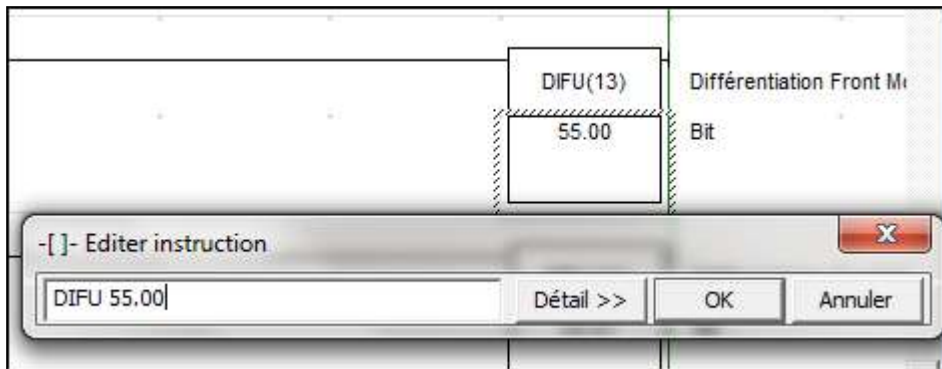 DIFU(13) Différentiation Front
55.00 Bit
-[ ]- Editer instruction
DIFU 55.00 Détail >> OK Annuler